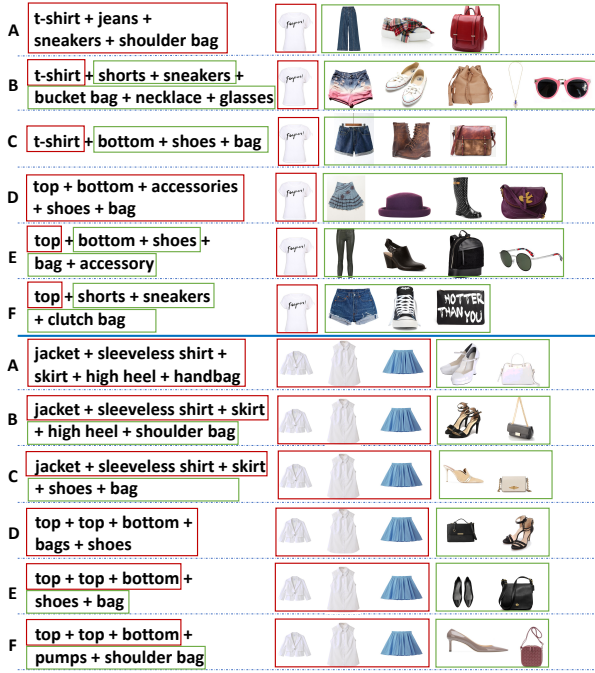 A
t-shirt + jeans +
sneakers + shoulder bag
B
t-shirt + shorts + sneakers +
bucket bag + necklace + glasses
C
t-shirt + bottom + shoes + bag
D
top + bottom + accessories
+ shoes + bag
E
top + bottom + shoes +
bag + accessory
F
top + shorts + sneakers
+ clutch bag
HOTTER
THAN
YOU
A
jacket + sleeveless shirt +
skirt + high heel + handbag
B
jacket + sleeveless shirt + skirt
+ high heel + shoulder bag
C
jacket + sleeveless shirt + skirt
+ shoes + bag
D
top + top + bottom +
bags + shoes
E
top + top + bottom +
shoes + bag
F
top + top + bottom +
pumps + shoulder bag